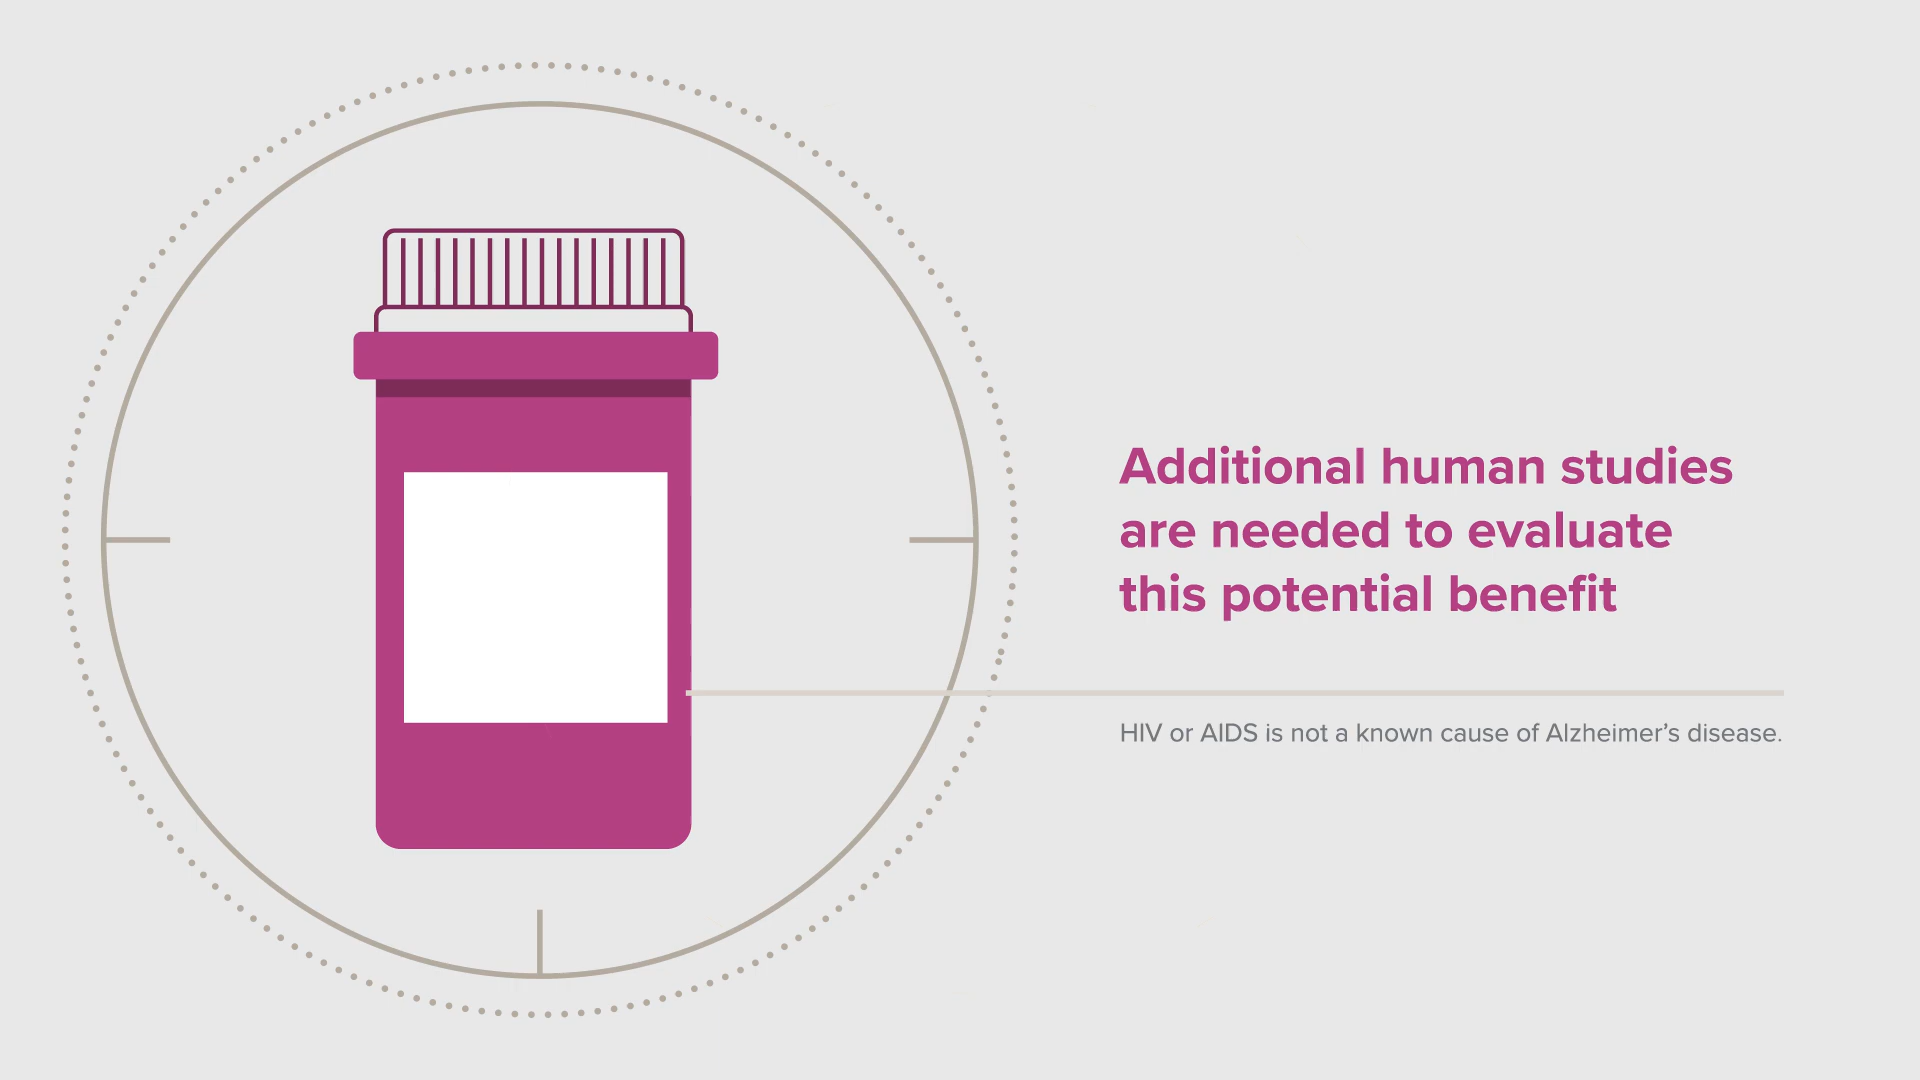 Additional human studies
are needed to evaluate
this potential benefit
HIV or AIDS is not a known cause of Alzheimer’s disease.